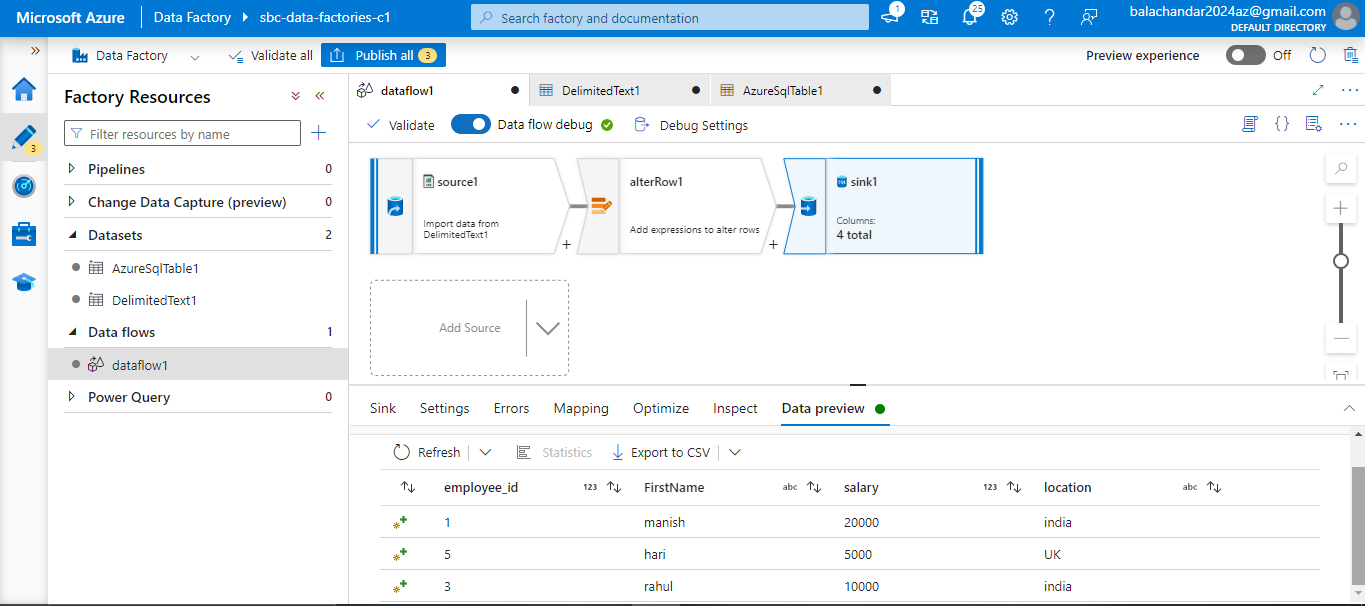 Microsoft Azure
Data Factory
sbc-data-factories-c1
Search factory and documentation
1
25
balachandar2024az@gmail.com
DEFAULT DIRECTORY
Data Factory
Validate all
Publish all 3
Preview experience
Off
3
Factory Resources
Filter resources by name
Pipelines 0
Change Data Capture (preview) 0
Datasets 2
AzureSqlTable1
DelimitedText1
Data flows 1
dataflow1
Power Query 0
dataflow1
DelimitedText1
AzureSqlTable1
Validate
Data flow debug
Debug Settings
source1
Import data from
DelimitedText1
alterRow1
Add expressions to alter rows
sink1
Columns:
4 total
Add Source
Sink Settings Errors Mapping Optimize Inspect Data preview
Refresh Statistics Export to CSV
employee_id 123 FirstName abc salary 123 location abc
1 manish 20000 india
5 hari 5000 UK
3 rahul 10000 india